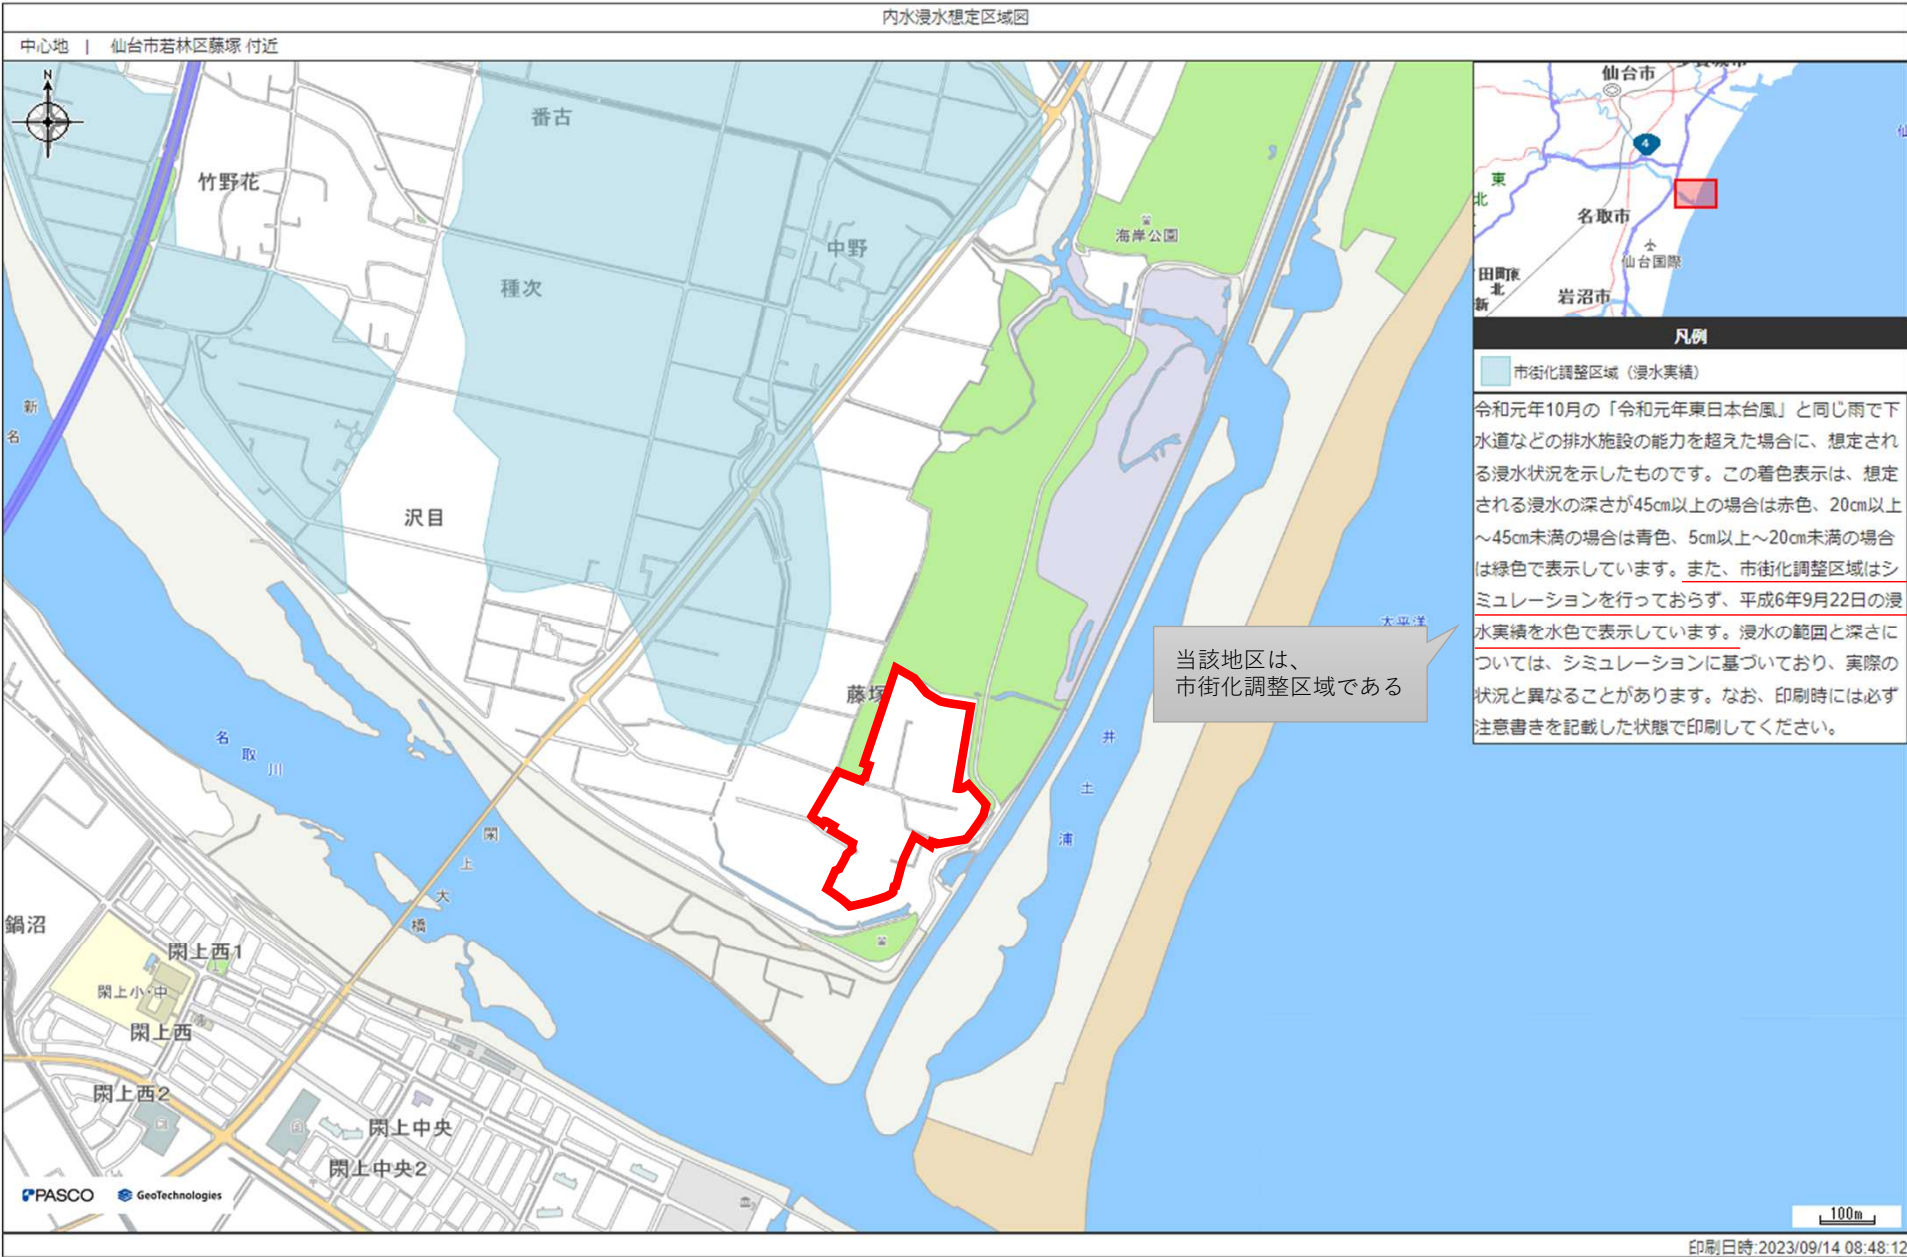 内水浸水想定区域図
中心地 | 仙台市若林区藤塚 付近
N
番古
竹野花
中野
種次
海岸公園
沢目
新
名
藤塚
名
取
川
閖
上
大
橋
井
土
浦
太平洋
鍋沼
閖上西1
閖上小・中
閖上西
閖上西2
閖上中央
閖上中央2
当該地区は、
市街化調整区域である
仙台市
4
東
北
名取市
仙台国際
岩沼市
仙
凡例
市街化調整区域（浸水実績）
令和元年10月の「令和元年東日本台風」と同じ雨で下
水道などの排水施設の能力を超えた場合に、想定され
る浸水状況を示したものです。この着色表示は、想定
される浸水の深さが45cm以上の場合は赤色、20cm以上
～45cm未満の場合は青色、5cm以上～20cm未満の場合
は緑色で表示しています。また、市街化調整区域はシ
ミュレーションを行っておらず、平成6年9月22日の浸
水実績を水色で表示しています。浸水の範囲と深さに
ついては、シミュレーションに基づいており、実際の
状況と異なることがあります。なお、印刷時には必ず
注意書きを記載した状態で印刷してください。
PASCO GeoTechnologies
100m
印刷日時:2023/09/14 08:48:12